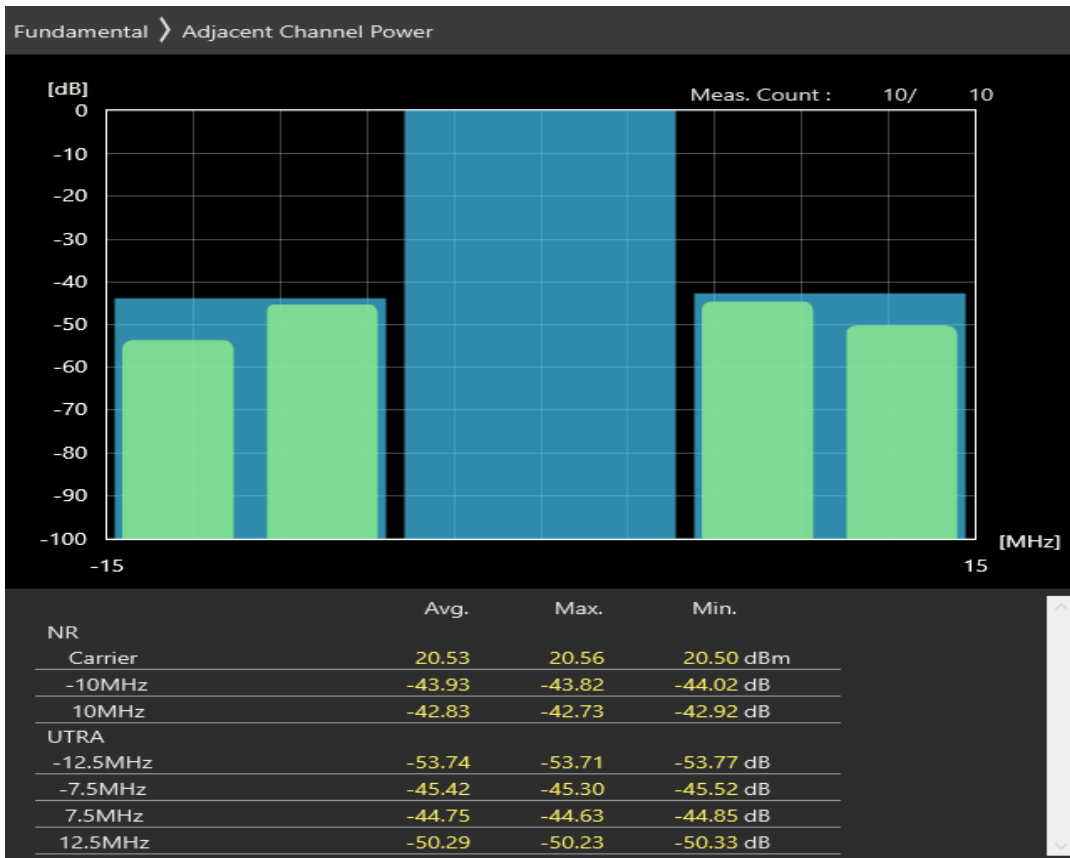 Fundamental 〉 Adjacent Channel Power
[dB]
Meas. Count : 10/ 10
0
-10
-20
-30
-40
-50
-60
-70
-80
-90
-100
[MHz]
-15 15
Avg. Max. Min.
NR
Carrier 20.53 20.56 20.50 dBm
-10MHz -43.93 -43.82 -44.02 dB
10MHz -42.83 -42.73 -42.92 dB
UTRA
-12.5MHz -53.74 -53.71 -53.77 dB
-7.5MHz -45.42 -45.30 -45.52 dB
7.5MHz -44.75 -44.63 -44.85 dB
12.5MHz -50.29 -50.23 -50.33 dB